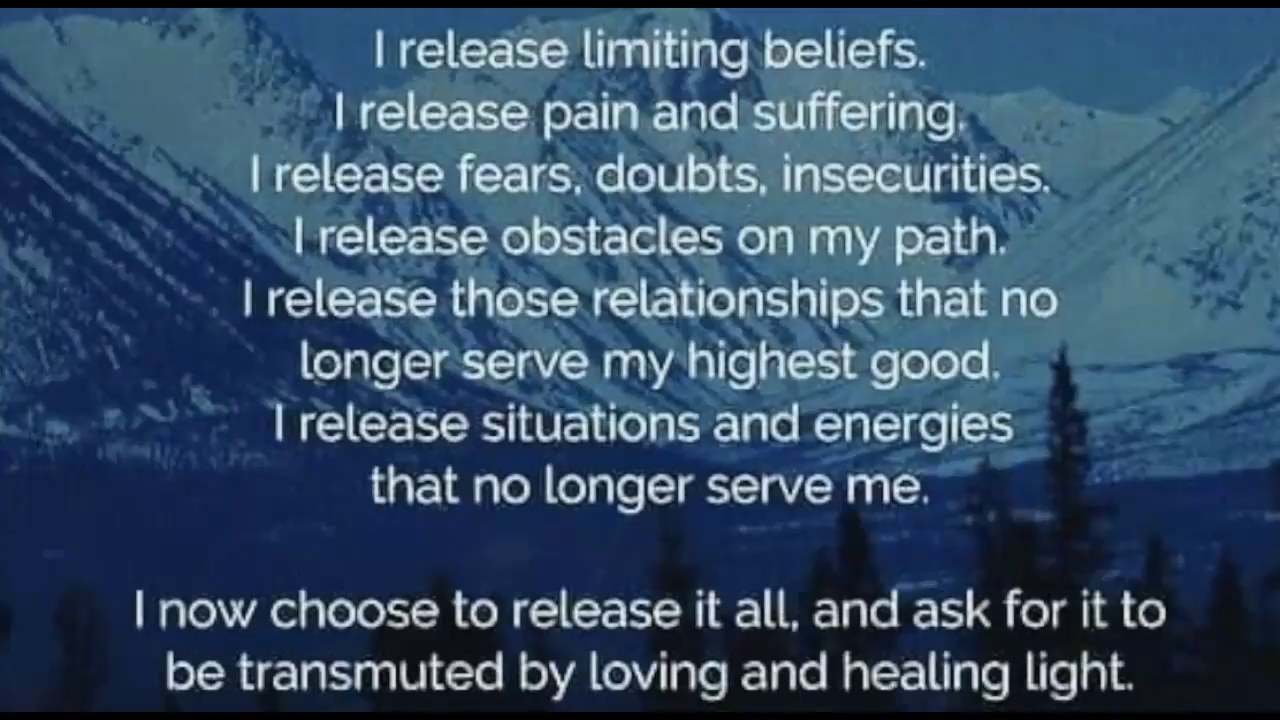 I release limiting beliefs.
I release pain and suffering.
I release fears, doubts, insecurities.
I release obstacles on my path.
I release those relationships that no
longer serve my highest good.
I release situations and energies
that no longer serve me.
I now choose to release it all, and ask for it to
be transmuted by loving and healing light.